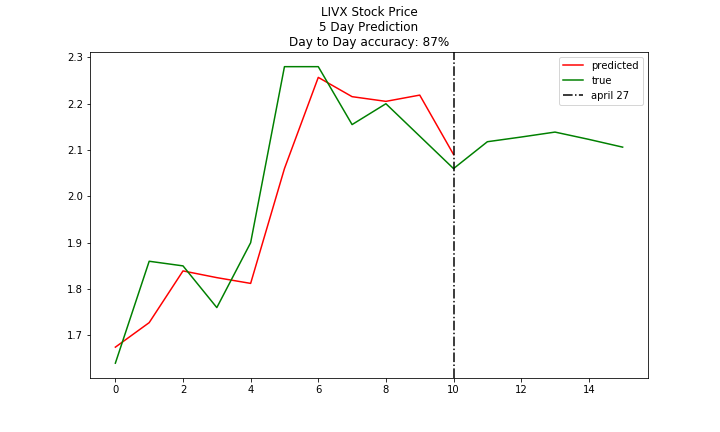 LIVX Stock Price
5 Day Prediction
Day to Day accuracy: 87%
predicted
true
april 27
2.3
2.2
2.1
2.0
1.9
1.8
1.7
0 2 4 6 8 10 12 14